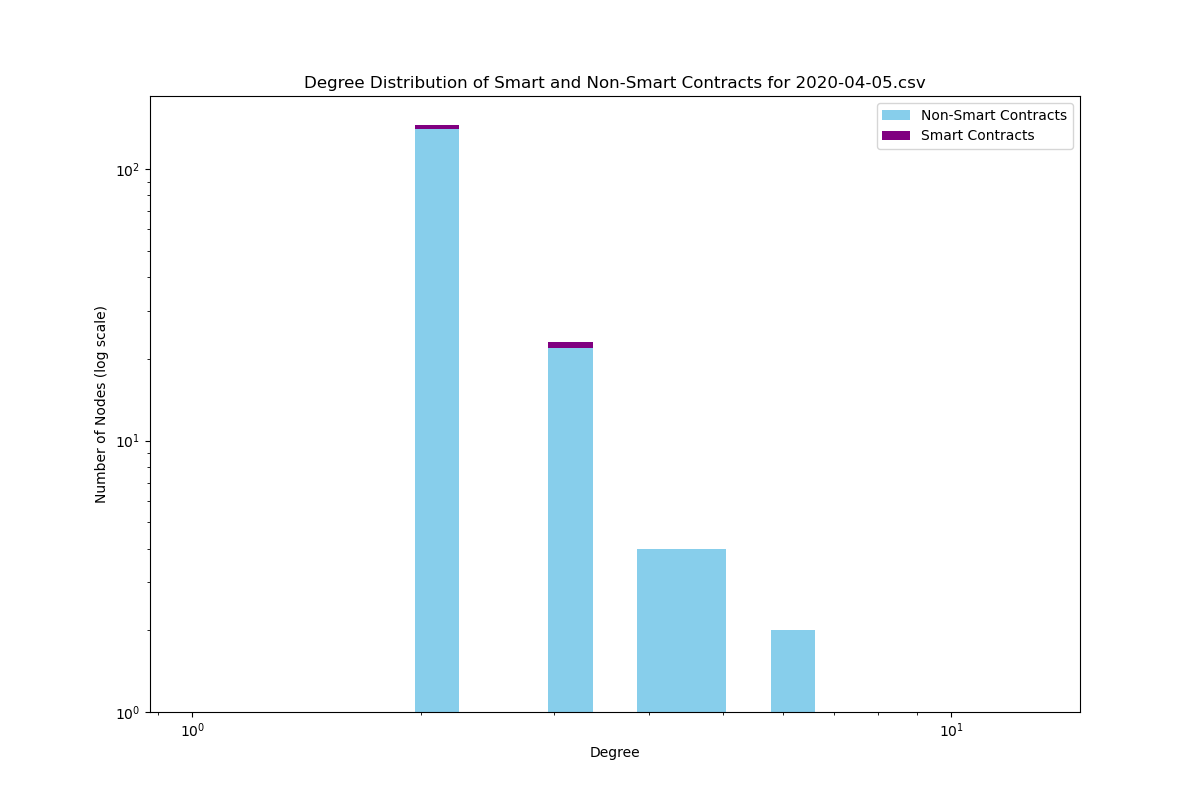 Degree Distribution of Smart and Non-Smart Contracts for 2020-04-05.csv
Non-Smart Contracts
Smart Contracts
Number of Nodes (log scale)
10²
10¹
10⁰
10⁰ 10¹
Degree